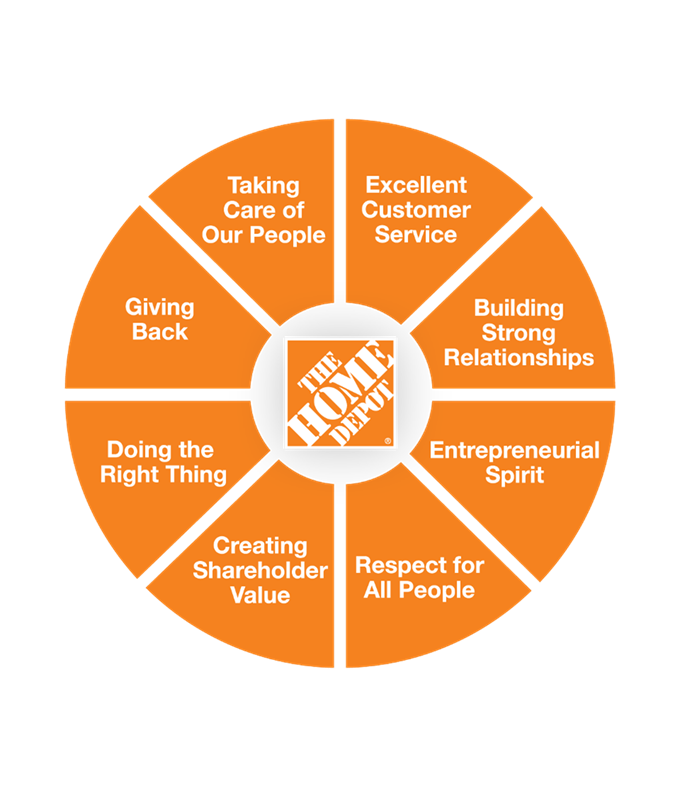 Taking
Care of
Our People
Excellent
Customer
Service
Building
Strong
Relationships
Entrepreneurial
Spirit
Respect for
All People
Creating
Shareholder
Value
Doing the
Right Thing
Giving
Back
THE
HOME
DEPOT
®